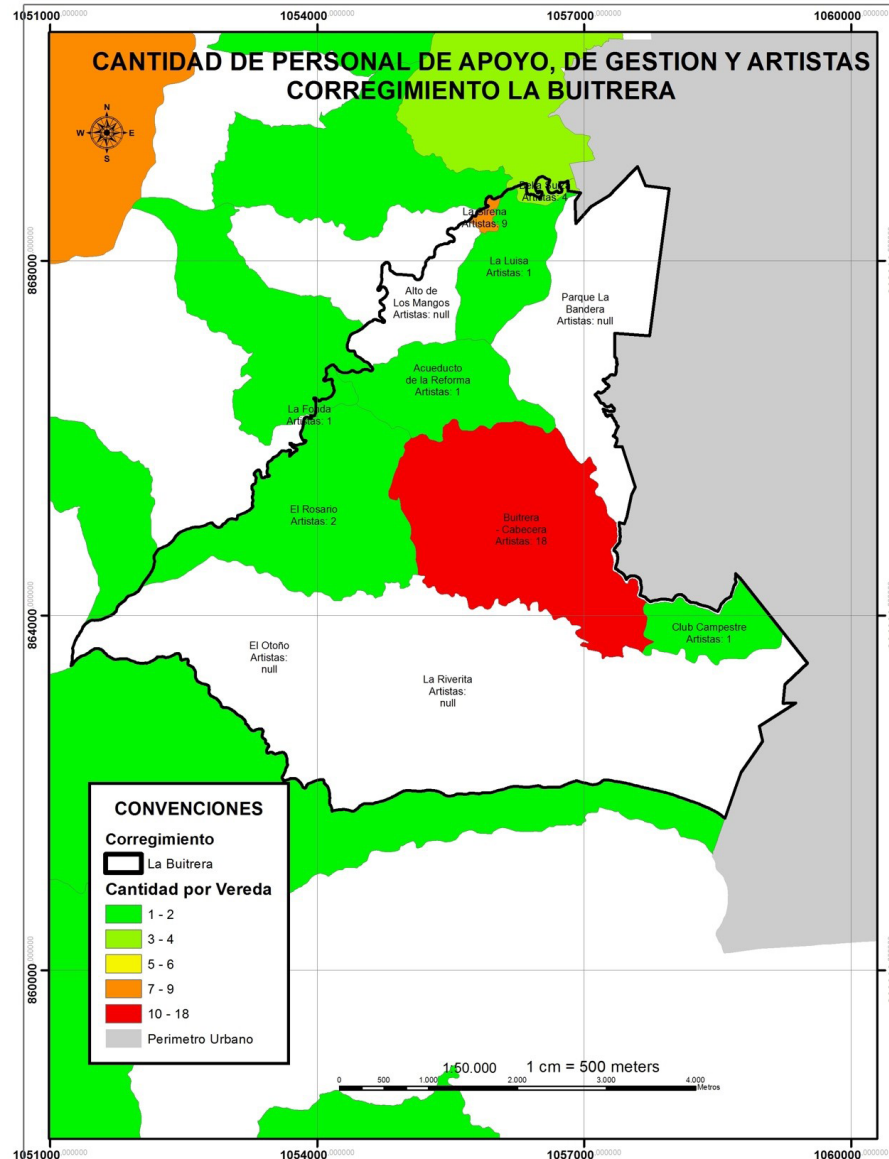 1051000.000000 1054000.000000 1057000.000000 1060000.000000
CANTIDAD DE PERSONAL DE APOYO, DE GESTION Y ARTISTAS
CORREGIMIENTO LA BUITRERA
N
W E
S
Artistas: 4
La Sirena
Artistas: 9
868000.000000
La Luisa
Artistas: 1
Alto de
Los Mangos
Artistas: null
Parque La
Bandera
Artistas: null
Acueducto
de la Reforma
Artistas: 1
La Fonda
Artistas: 1
El Rosario
Artistas: 2
Buitrera
- Cabecera
Artistas: 18
864000.000000
Club Campestre
Artistas: 1
El Otoño
Artistas:
null
La Riverita
Artistas:
null
CONVENCIONES
Corregimiento
La Buitrera
Cantidad por Vereda
1 - 2
3 - 4
5 - 6
7 - 9
10 - 18
Perimetro Urbano
860000.000000
1:50.000 1 cm = 500 meters
0 500 1.000 2.000 3.000 4.000
Metros
1051000.000000 1054000.000000 1057000.000000 1060000.000000